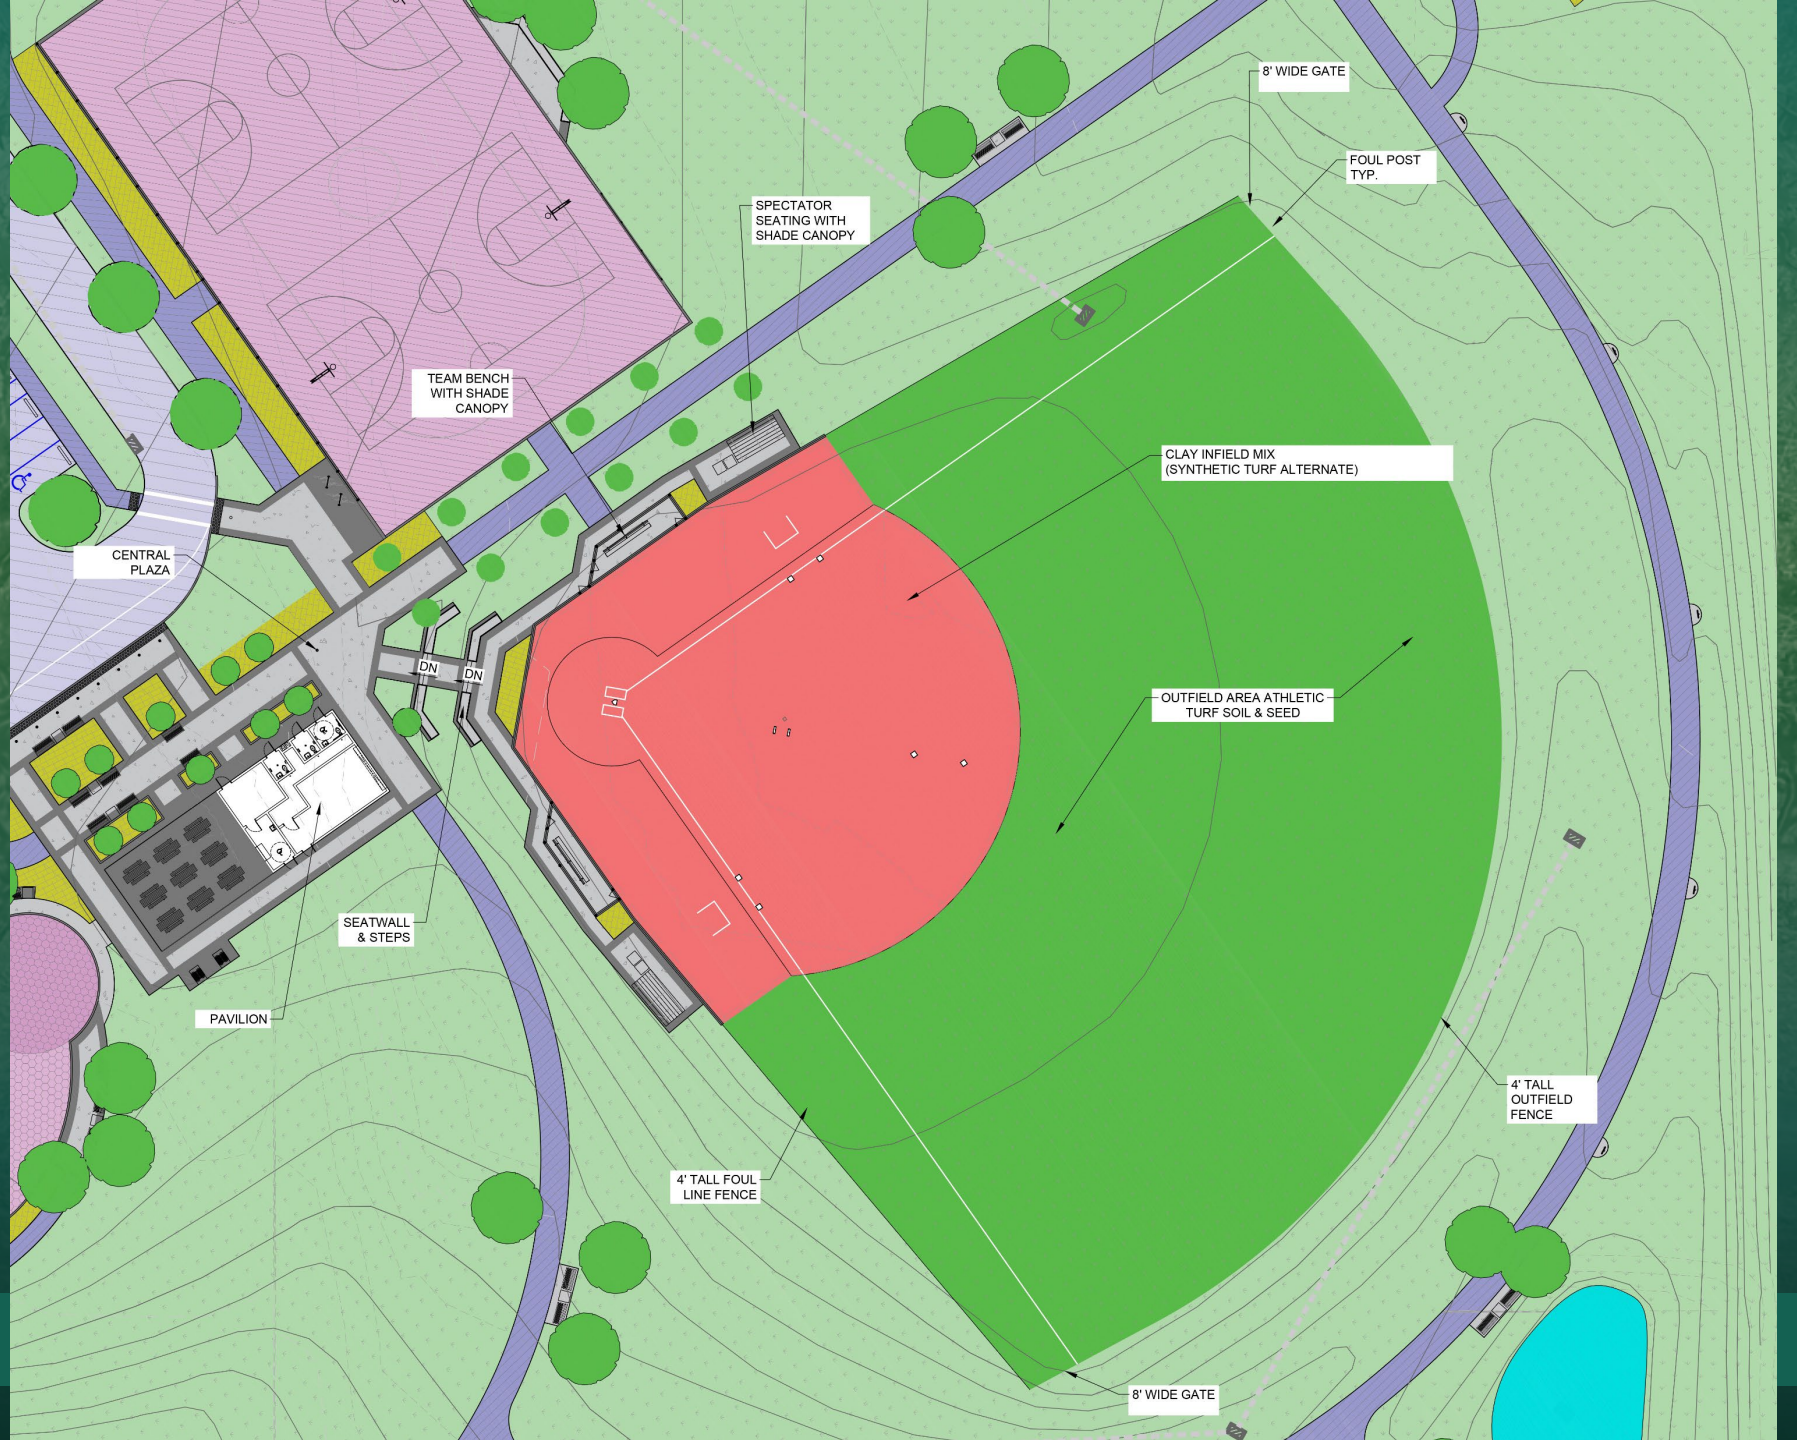 8' WIDE GATE
FOUL POST
TYP.
SPECTATOR
SEATING WITH
SHADE CANOPY
TEAM BENCH
WITH SHADE
CANOPY
CLAY INFIELD MIX
(SYNTHETIC TURF ALTERNATE)
CENTRAL
PLAZA
DN
DN
OUTFIELD AREA ATHLETIC
TURF SOIL & SEED
SEATWALL
& STEPS
PAVILION
4' TALL
OUTFIELD
FENCE
4' TALL FOUL
LINE FENCE
8' WIDE GATE